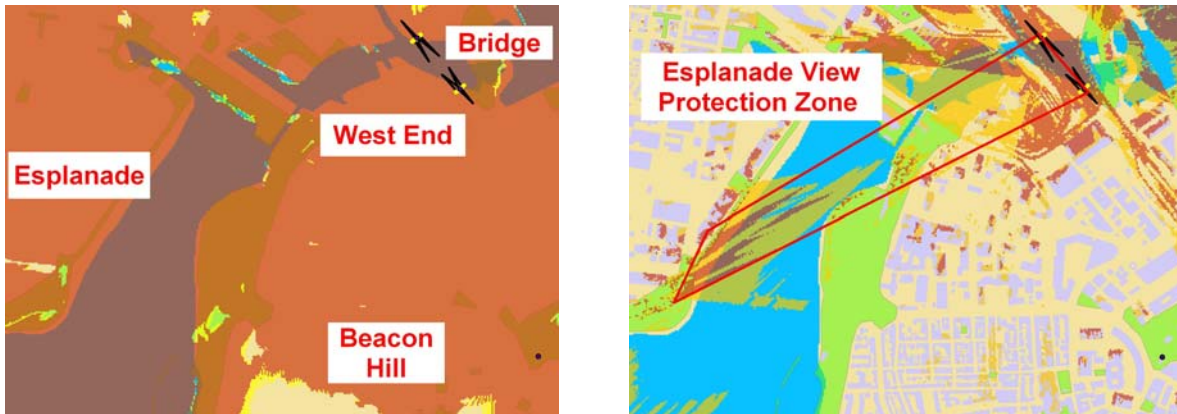 Bridge
West End
Esplanade
Beacon
Hill
Esplanade View
Protection Zone